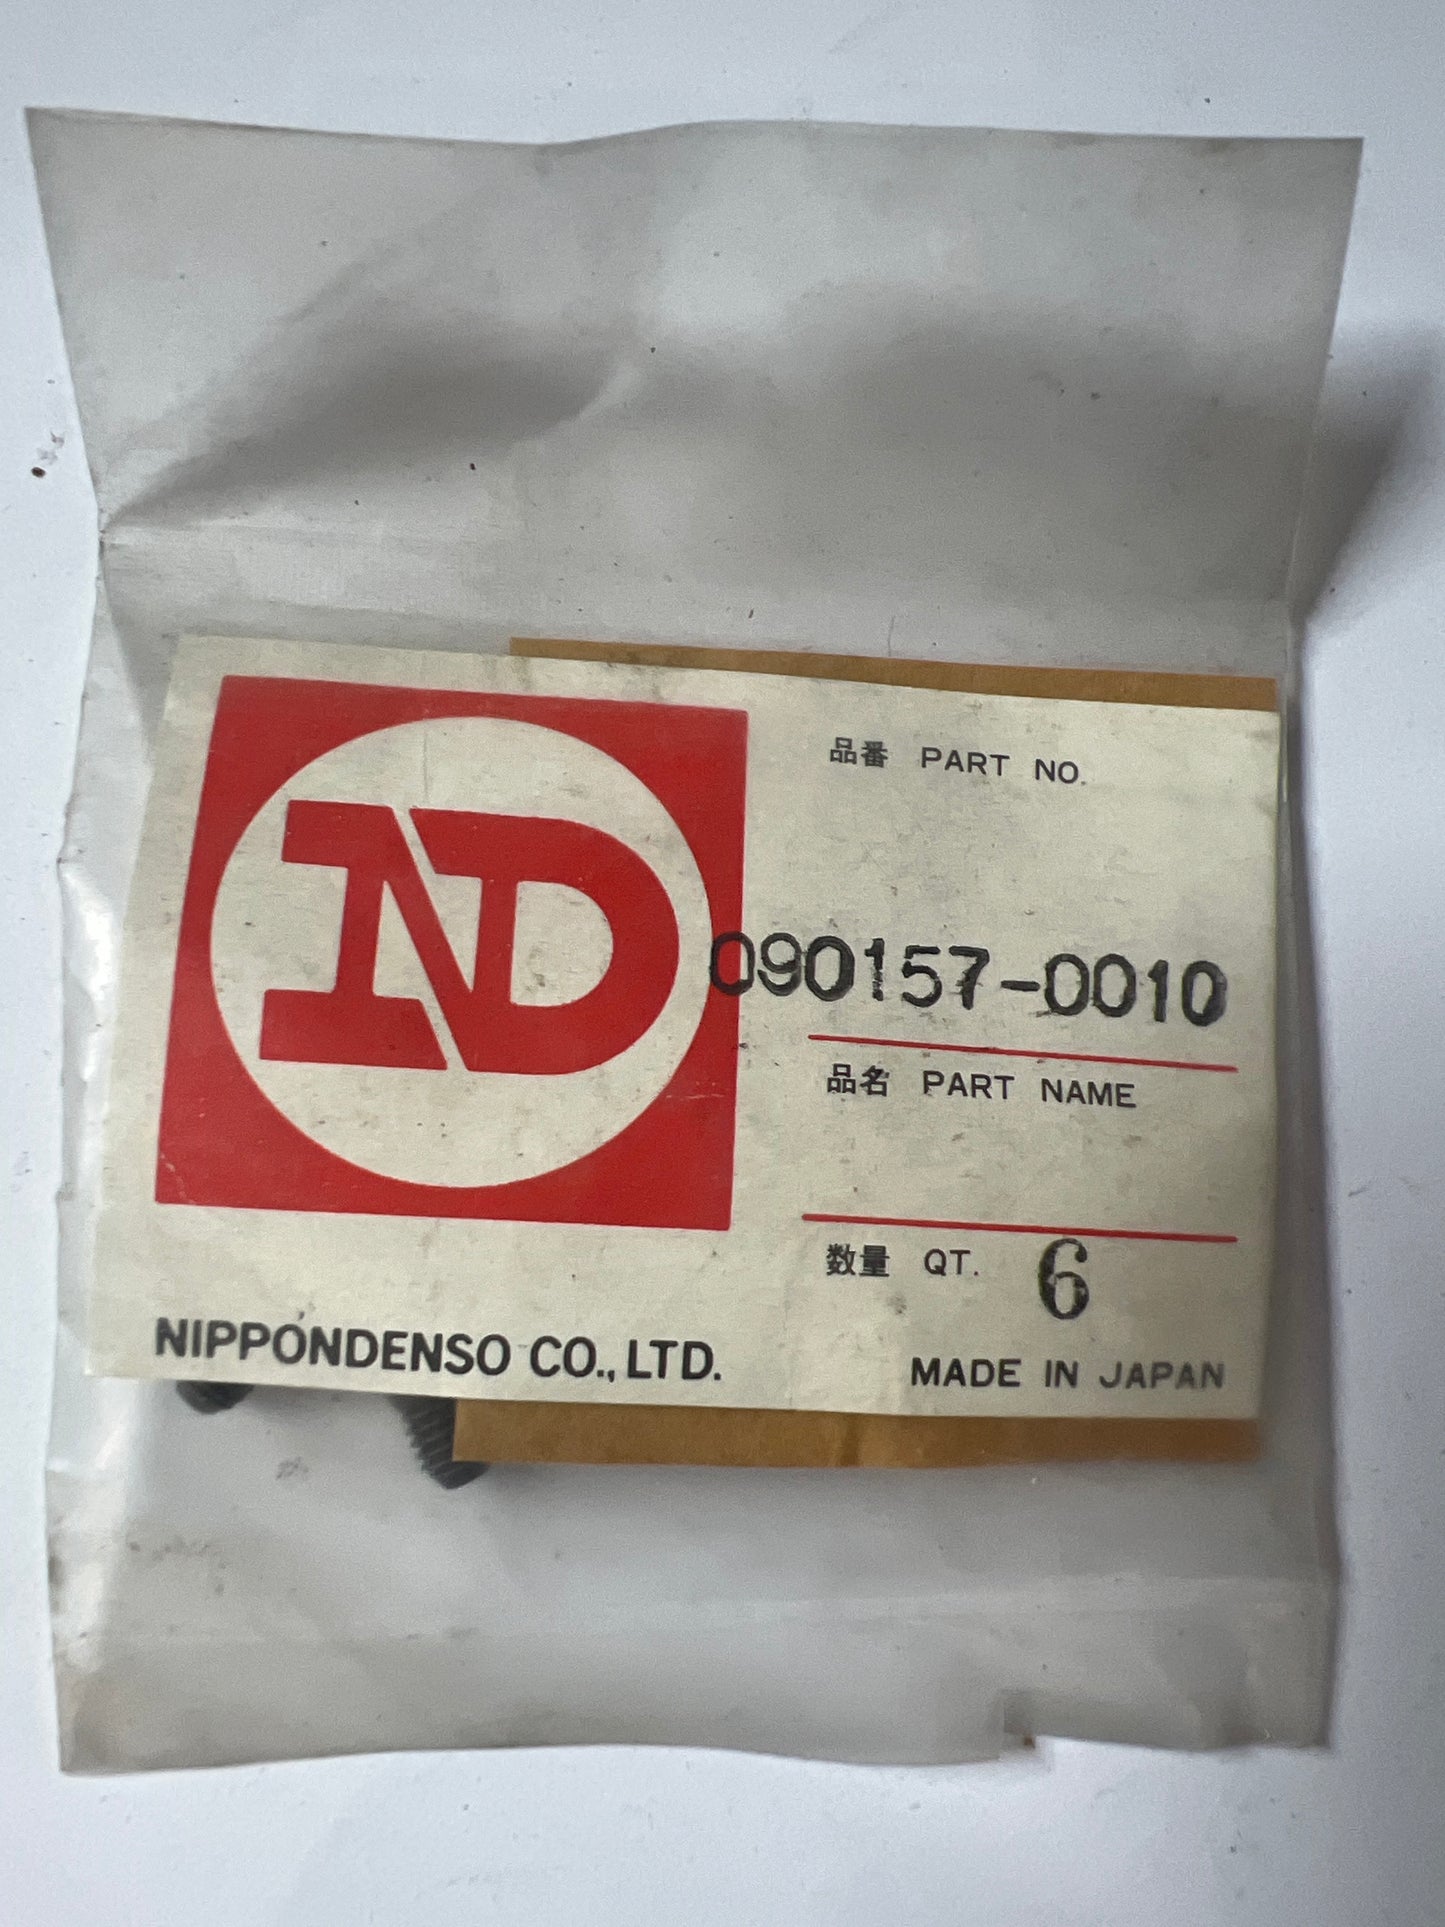 ND
品番 PART NO.
090157-0010
品名 PART NAME
数量 QT. 6
NIPPONDENSO CO., LTD.
MADE IN JAPAN